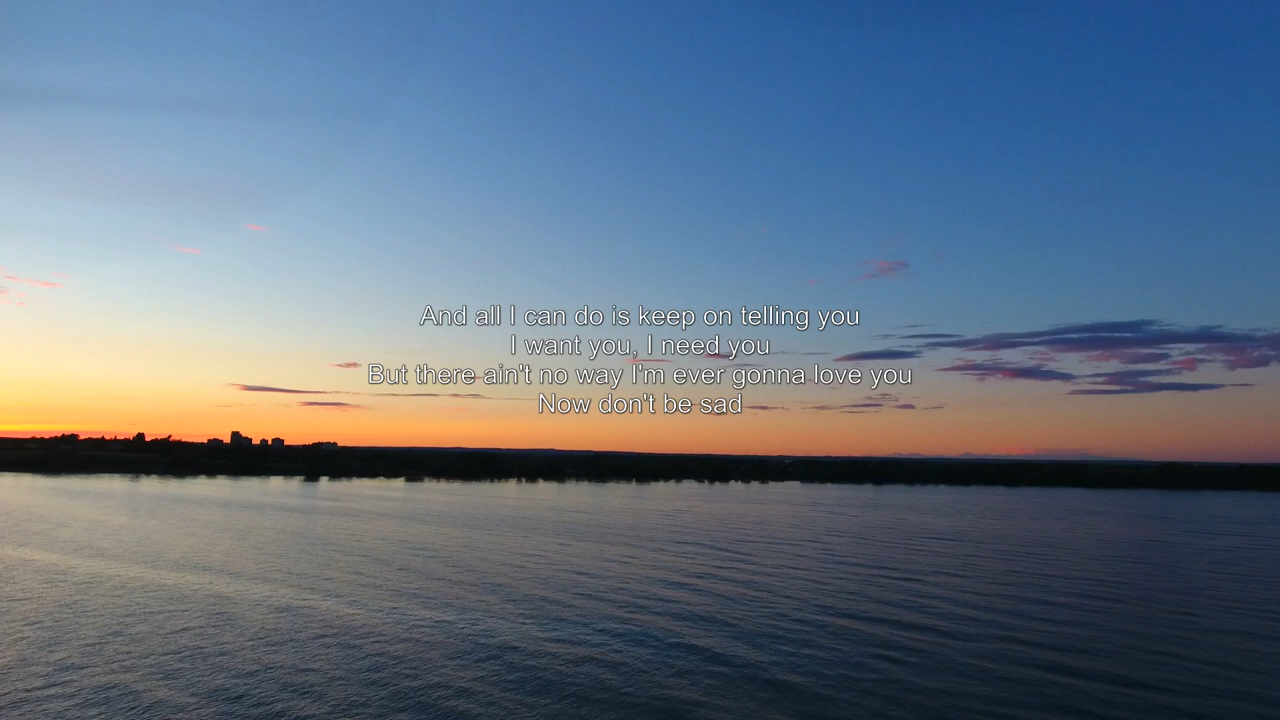 And all I can do is keep on telling you
I want you, I need you
But there ain't no way I'm ever gonna love you
Now don't be sad